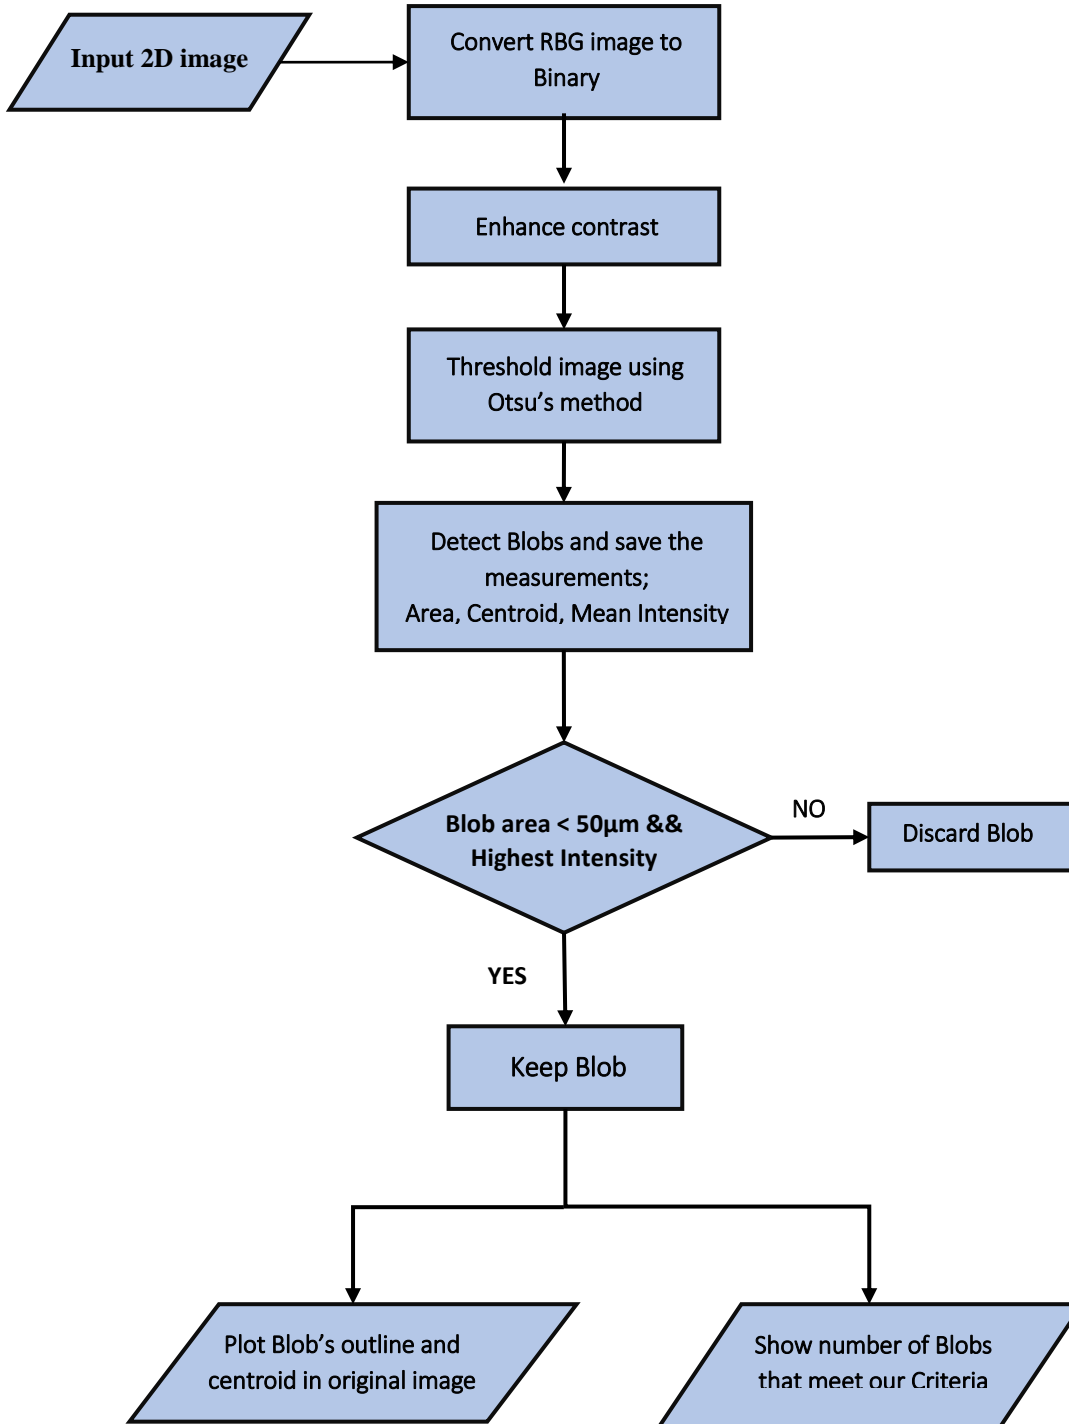 Input 2D image
Convert RBG image to
Binary
Enhance contrast
Threshold image using
Otsu’s method
Detect Blobs and save the
measurements;
Area, Centroid, Mean Intensity
Blob area < 50µm &&
Highest Intensity
NO
Discard Blob
YES
Keep Blob
Plot Blob’s outline and
centroid in original image
Show number of Blobs
that meet our Criteria